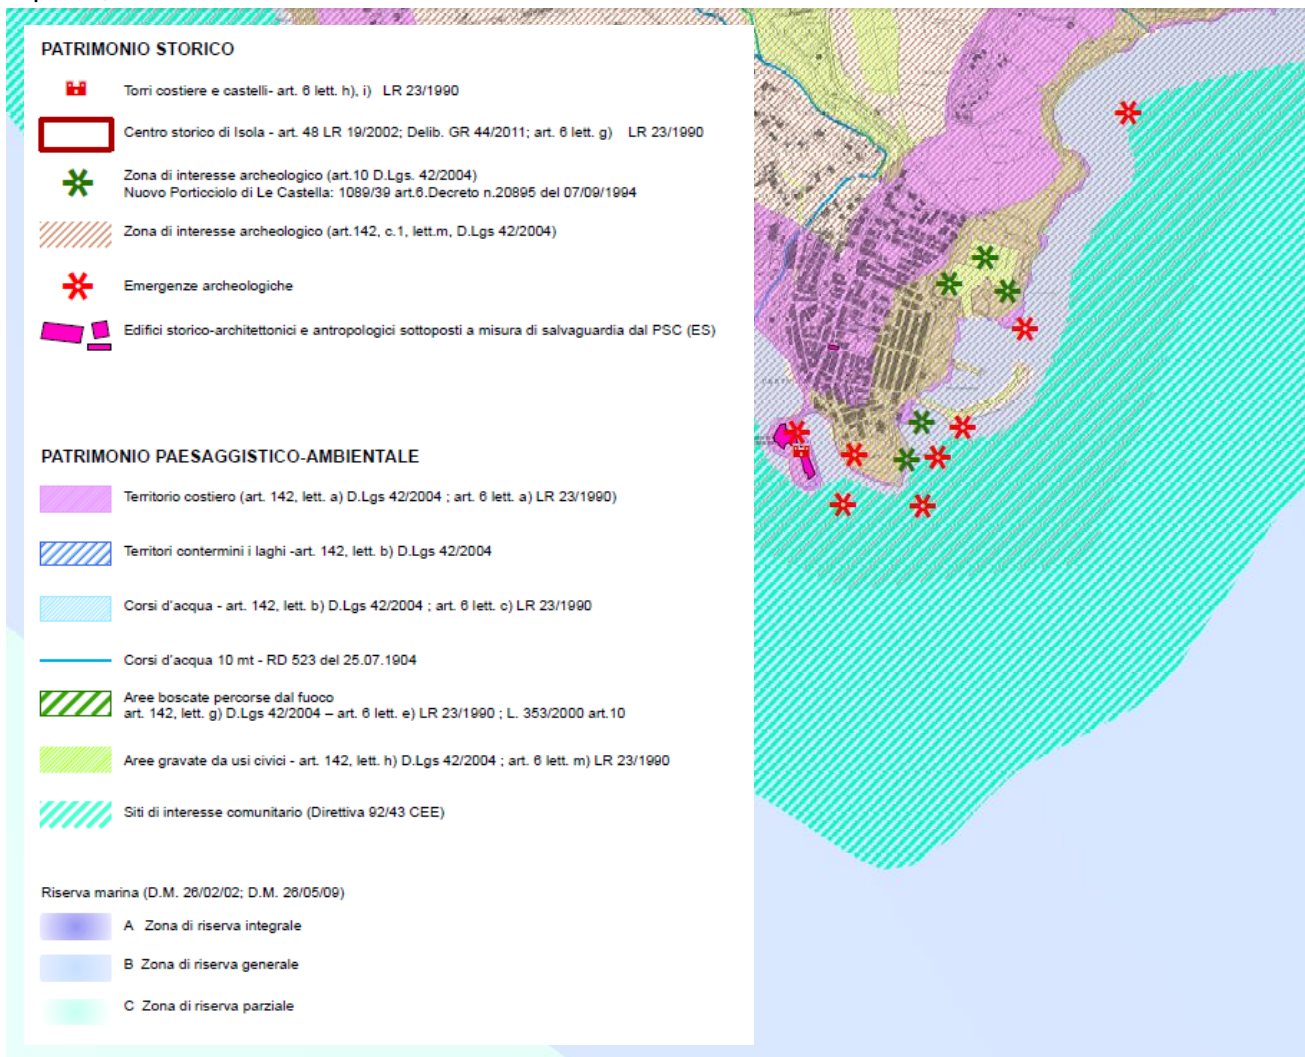 PATRIMONIO STORICO
Torri costiere e castelli- art. 6 lett. h), i) LR 23/1990
Centro storico di Isola - art. 48 LR 19/2002; Delib. GR 44/2011; art. 6 lett. g) LR 23/1990
Zona di interesse archeologico (art.10 D.Lgs. 42/2004)
Nuovo Porticciolo di Le Castella: 1089/39 art.6.Decreto n.20895 del 07/09/1994
Zona di interesse archeologico (art.142, c.1, lett.m, D.Lgs 42/2004)
Emergenze archeologiche
Edifici storico-architettonici e antropologici sottoposti a misura di salvaguardia dal PSC (ES)
PATRIMONIO PAESAGGISTICO-AMBIENTALE
Territorio costiero (art. 142, lett. a) D.Lgs 42/2004 ; art. 6 lett. a) LR 23/1990)
Territori contermini i laghi -art. 142, lett. b) D.Lgs 42/2004
Corsi d'acqua - art. 142, lett. b) D.Lgs 42/2004 ; art. 6 lett. c) LR 23/1990
Corsi d'acqua 10 mt - RD 523 del 25.07.1904
Aree boscate percorse dal fuoco
art. 142, lett. g) D.Lgs 42/2004 – art. 6 lett. e) LR 23/1990 ; L. 353/2000 art.10
Aree gravate da usi civici - art. 142, lett. h) D.Lgs 42/2004 ; art. 6 lett. m) LR 23/1990
Siti di interesse comunitario (Direttiva 92/43 CEE)
Riserva marina (D.M. 26/02/02; D.M. 26/05/09)
A Zona di riserva integrale
B Zona di riserva generale
C Zona di riserva parziale